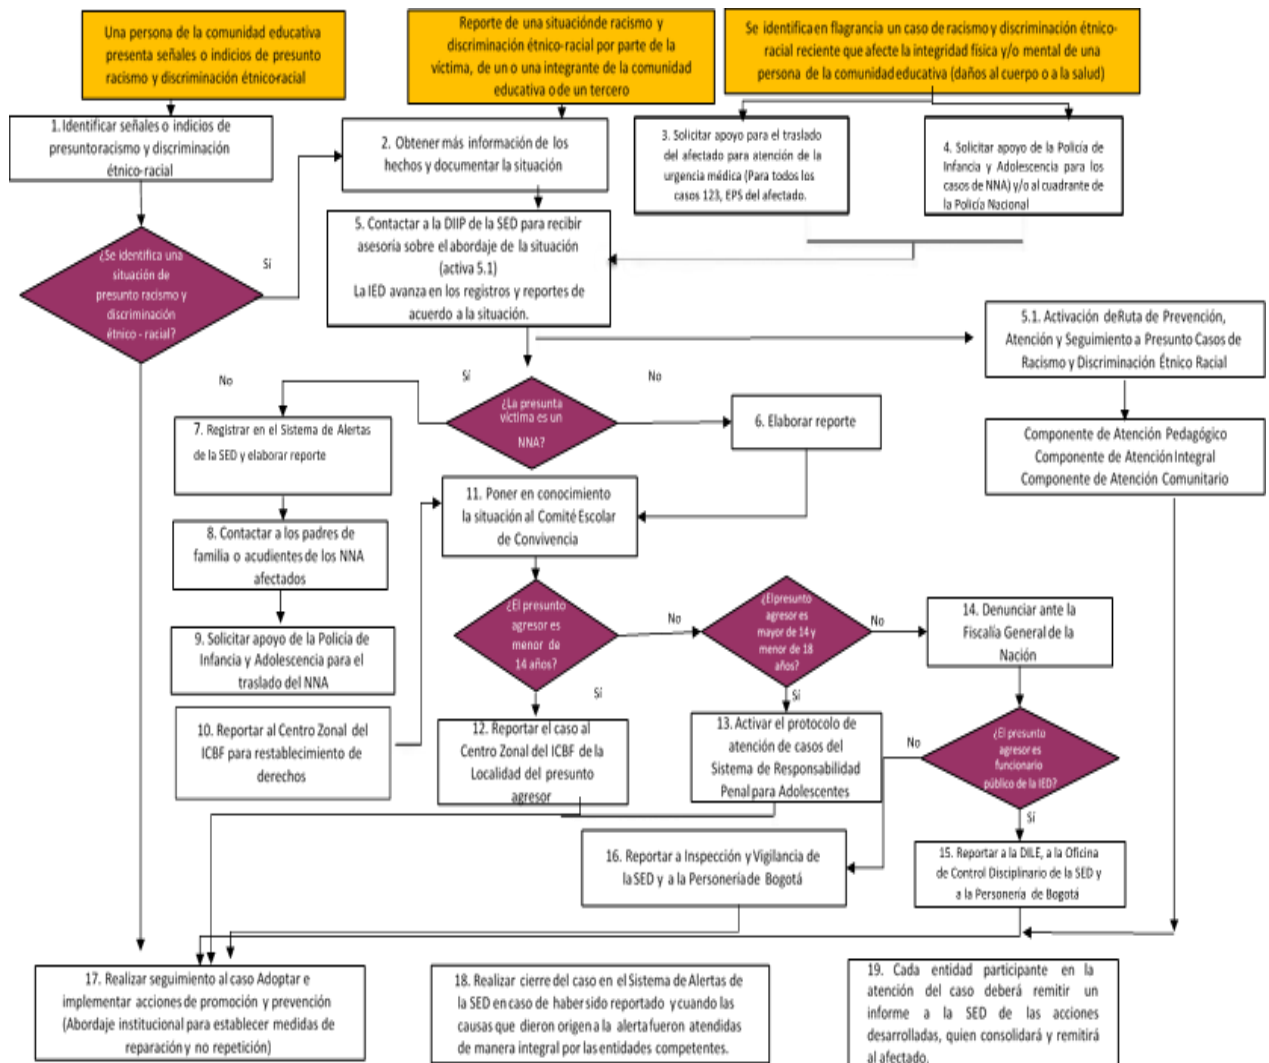 Una persona de la comunidad educativa
presenta señales o indicios de presunto
racismo y discriminación étnico-racial
Reporte de una situaciónde racismo y
discriminación étnico-racial por parte de la
víctima, de un o una integrante de la comunidad
educativa o de un tercero
Se identifica en flagrancia un caso de racismo y discriminación étnico-
racial reciente que afecte la integridad física y/o mental de una
persona de la comunidad educativa (daños al cuerpo o a la salud)
1. Identificar señales o indicios de
presunto racismo y discriminación
étnico-racial
2. Obtener más información de los
hechos y documentar la situación
3. Solicitar apoyo para el traslado
del afectado para atención de la
urgencia médica (Para todos los
casos 123, EPS del afectado.
4. Solicitar apoyo de la Policía de
Infancia y Adolescencia para los
casos de NNA) y/o al cuadrante de
la Policía Nacional
¿Se identifica una
situación de
presunto racismo y
discriminación
étnico - racial?
Sí
5. Contactar a la DIIP de la SED para recibir
asesoría sobre el abordaje de la situación
(activa 5.1)
La IED avanza en los registros y reportes de
acuerdo a la situación.
5.1. Activación deRuta de Prevención,
Atención y Seguimiento a Presunto Casos de
Racismo y Discriminación Étnico Racial
No
Sí
¿La presunta
víctima es un
NNA?
No
6. Elaborar reporte
7. Registrar en el Sistema de Alertas
de la SED y elaborar reporte
Componente de Atención Pedagógico
Componente de Atención Integral
Componente de Atención Comunitario
11. Poner en conocimiento
la situación al Comité Escolar
de Convivencia
8. Contactar a los padres de
familia o acudientes de los NNA
afectados
¿El presunto
agresor es
menor de
14 años?
No
¿El presunto
agresor es
mayor de 14 y
menor de 18
años?
No
14. Denunciar ante la
Fiscalía General de la
Nación
9. Solicitar apoyo de la Policía de
Infancia y Adolescencia para el
traslado del NNA
Sí
Sí
10. Reportar al Centro Zonal del
ICBF para restablecimiento de
derechos
12. Reportar el caso al
Centro Zonal del ICBF de la
Localidad del presunto
agresor
13. Activar el protocolo de
atención de casos del
Sistema de Responsabilidad
Penal para Adolescentes
No
¿El presunto
agresor es
funcionario
público de la IED?
Sí
16. Reportar a Inspección y Vigilancia de
la SED y a la Personeria de Bogotá
15. Reportar a la DILE, a la Oficina
de Control Disciplinario de la SED y
a la Personería de Bogotá
17. Realizar seguimiento al caso Adoptar e
implementar acciones de promoción y prevención
(Abordaje institucional para establecer medidas de
reparación y no repetición)
18. Realizar cierre del caso en el Sistema de Alertas de
la SED en caso de haber sido reportado y cuando las
causas que dieron origen a la alerta fueron atendidas
de manera integral por las entidades competentes.
19. Cada entidad participante en la
atención del caso deberá remitir un
informe a la SED de las acciones
desarrolladas, quien consolidará y remitirá
al afectado.